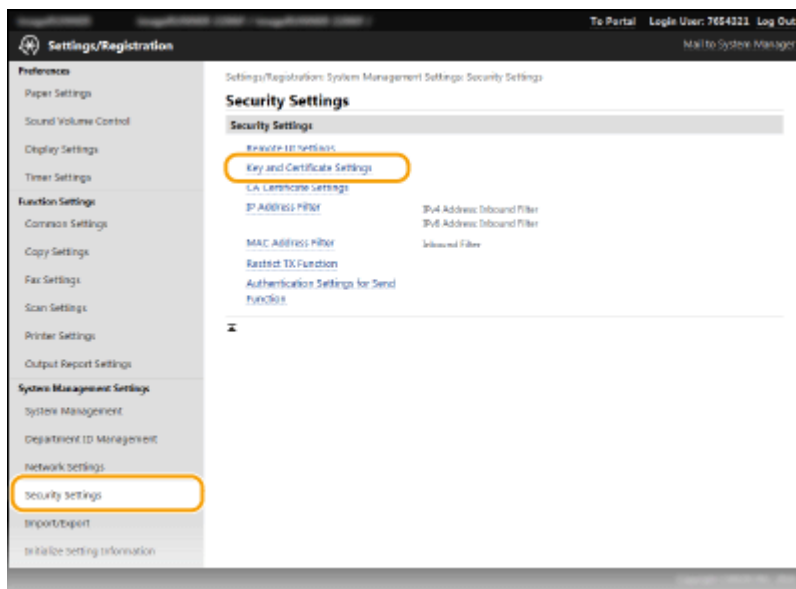 To Portal Login User: 7654321 Log Out
Settings/Registration
Mail to System Manager
Preferences
Paper Settings
Sound Volume Control
Display Settings
Timer Settings
Function Settings
Common Settings
Copy Settings
Fax Settings
Scan Settings
Printer Settings
Output Report Settings
System Management Settings
System Management
Department ID Management
Network Settings
Security Settings
Import/Export
Initialize Setting Information
Settings/Registration: System Management Settings: Security Settings
Security Settings
Security Settings
Remote UI Settings
Key and Certificate Settings
CA Certificate Settings
IP Address Filter
IPv4 Address: Inbound Filter
IPv6 Address: Inbound Filter
MAC Address Filter
Inbound Filter
Restrict TX Function
Authentication Settings for Send
Function